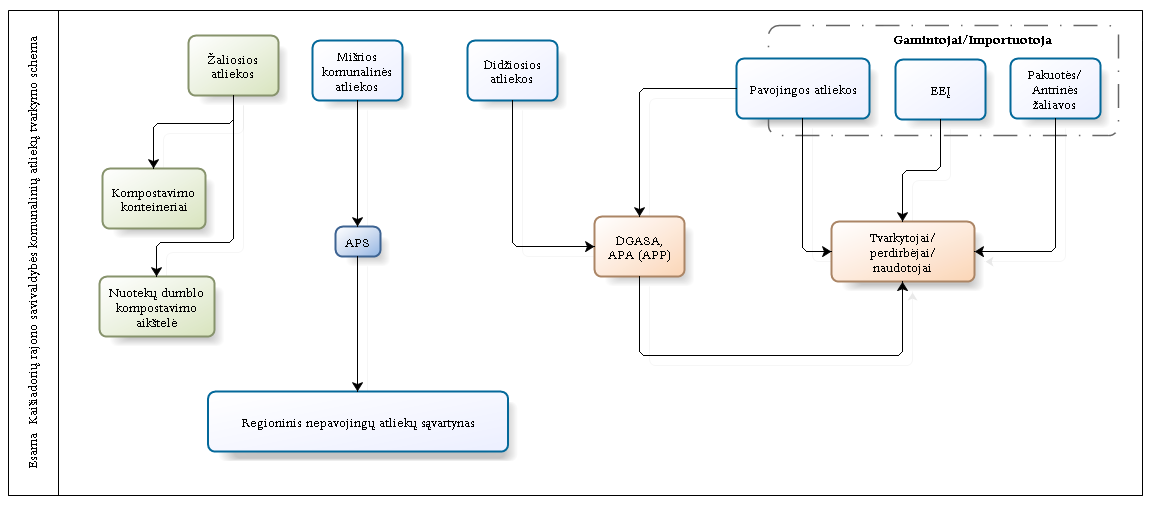 Esama Kaišiadorių rajono savivaldybės komunalinių atliekų tvarkymo schema
Gamintojai/Importuotoja
Žaliosios
atliekos
Mišrios
komunalinės
atliekos
Didžiosios
atliekos
Pavojingos atliekos
EEĮ
Pakuotės/
Antrinės
žaliavos
Kompostavimo
konteineriai
APS
DGASA,
APA (APP)
Tvarkytojai/
perdirbėjai/
naudotojai
Nuotekų dumblo
kompostavimo
aikštelė
Regioninis nepavojingų atliekų sąvartynas